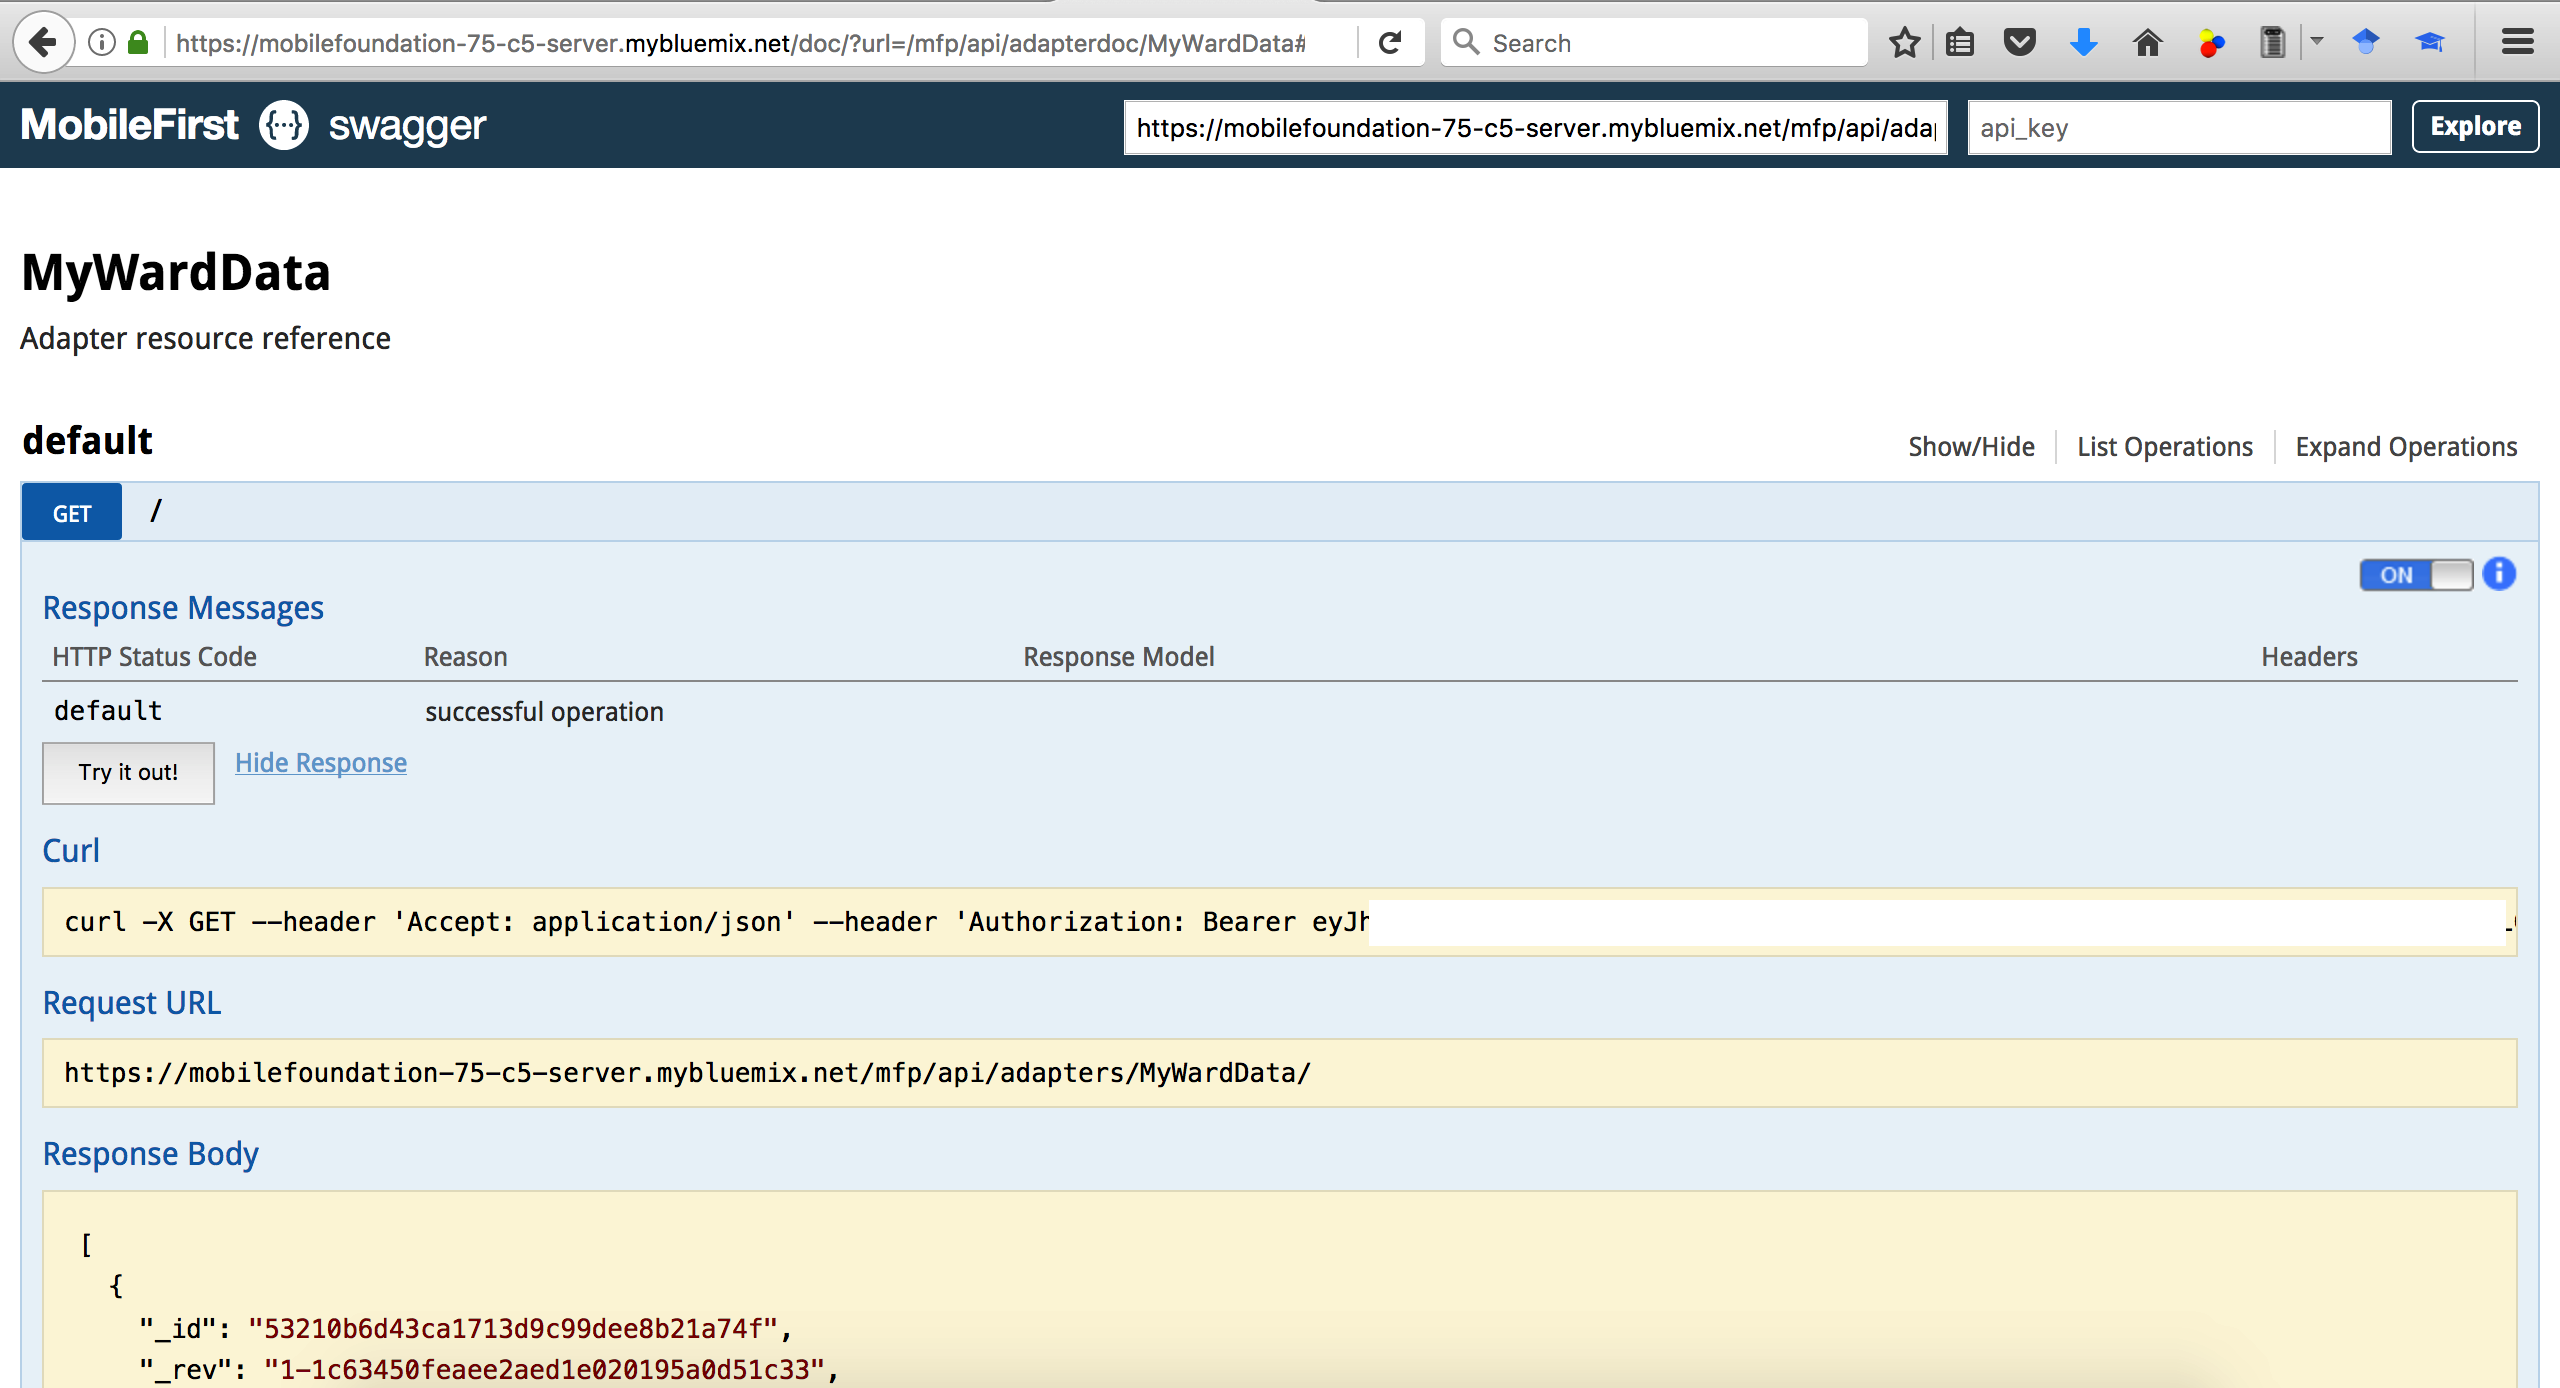 https://mobilefoundation-75-c5-server.mybluemix.net/doc/?url=/mfp/api/adapterdoc/MyWardData# Search
MobileFirst {···} swagger https://mobilefoundation-75-c5-server.mybluemix.net/mfp/api/ada api_key Explore
MyWardData
Adapter resource reference
default Show/Hide List Operations Expand Operations
GET /
ON i
Response Messages
HTTP Status Code Reason Response Model Headers
default successful operation
Try it out! Hide Response
Curl
curl -X GET --header 'Accept: application/json' --header 'Authorization: Bearer eyJh
Request URL
https://mobilefoundation-75-c5-server.mybluemix.net/mfp/api/adapters/MyWardData/
Response Body
[
{
"_id": "53210b6d43ca1713d9c99dee8b21a74f",
"_rev": "1-1c63450feaee2aed1e020195a0d51c33",